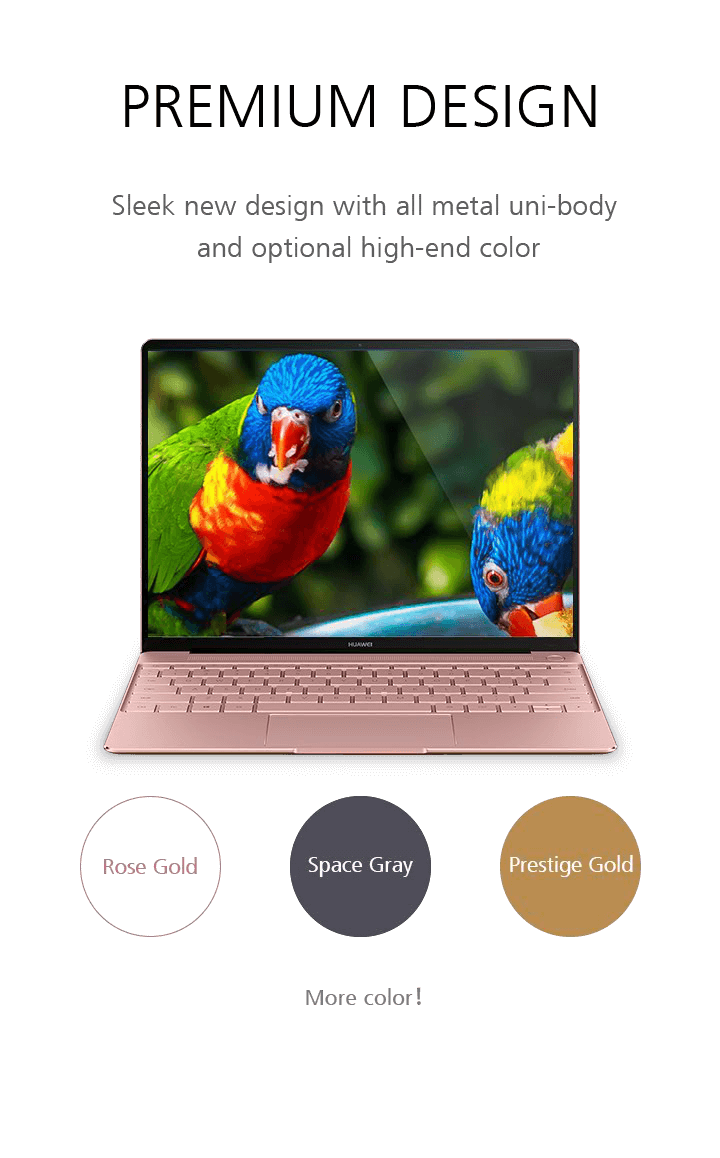 PREMIUM DESIGN
Sleek new design with all metal uni-body
and optional high-end color
HUAWEI
Rose Gold
Space Gray
Prestige Gold
More color!